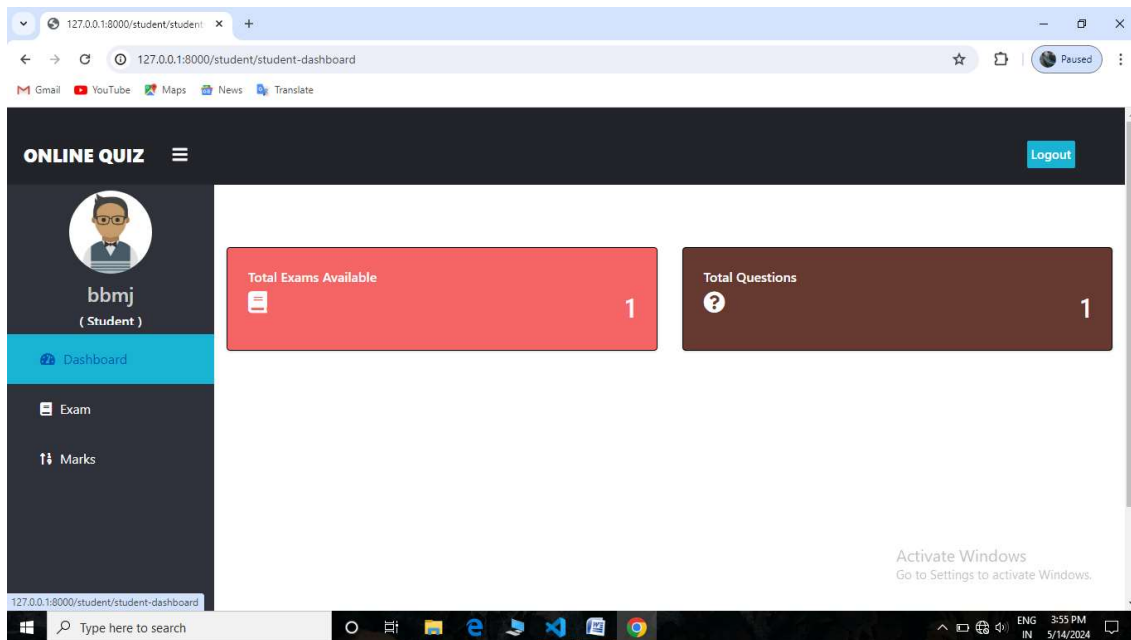 127.0.0.1:8000/student/student
127.0.0.1:8000/student/student-dashboard
Paused
Gmail YouTube Maps News Translate
ONLINE QUIZ
Logout
bbmj
( Student )
Dashboard
Exam
Marks
Total Exams Available
1
Total Questions
1
Activate Windows
Go to Settings to activate Windows.
127.0.0.1:8000/student/student-dashboard
Type here to search
ENG 3:55 PM
IN 5/14/2024